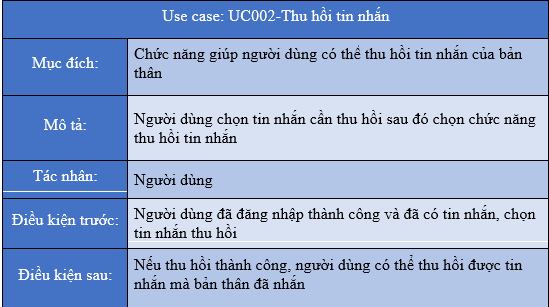 Use case: UC002-Thu hồi tin nhắn
Mục đích:
Chức năng giúp người dùng có thể thu hồi tin nhắn của bản
thân
Mô tả:
Người dùng chọn tin nhắn cần thu hồi sau đó chọn chức năng
thu hồi tin nhắn
Tác nhân:
Người dùng
Điều kiện trước:
Người dùng đã đăng nhập thành công và đã có tin nhắn, chọn
tin nhắn thu hồi
Điều kiện sau:
Nếu thu hồi thành công, người dùng có thể thu hồi được tin
nhắn mà bản thân đã nhắn